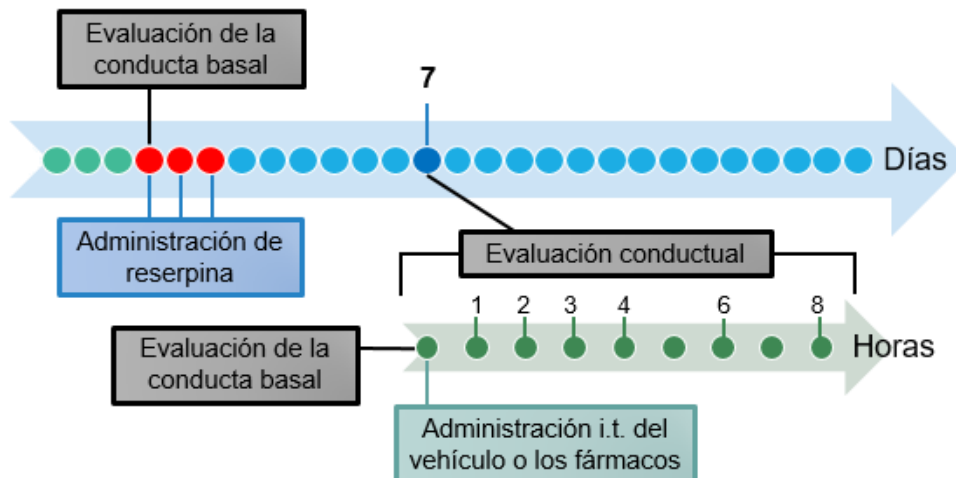 Evaluación de la
conducta basal
7
Días
Administración de
reserpina
Evaluación conductual
1 2 3 4 6 8
Horas
Evaluación de la
conducta basal
Administración i.t. del
vehículo o los fármacos